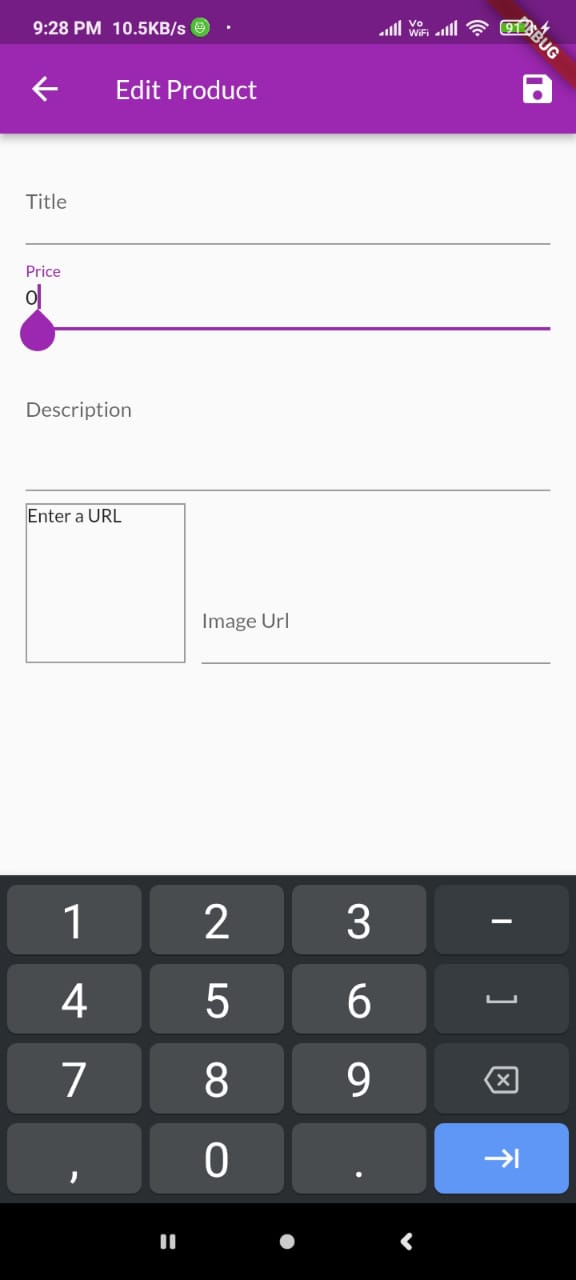 9:28 PM 10.5KB/s Vo WiFi 91
DEBUG
Edit Product
Title
Price
0
Description
Enter a URL
Image Url
1 2 3 −
4 5 6
7 8 9
, 0 .